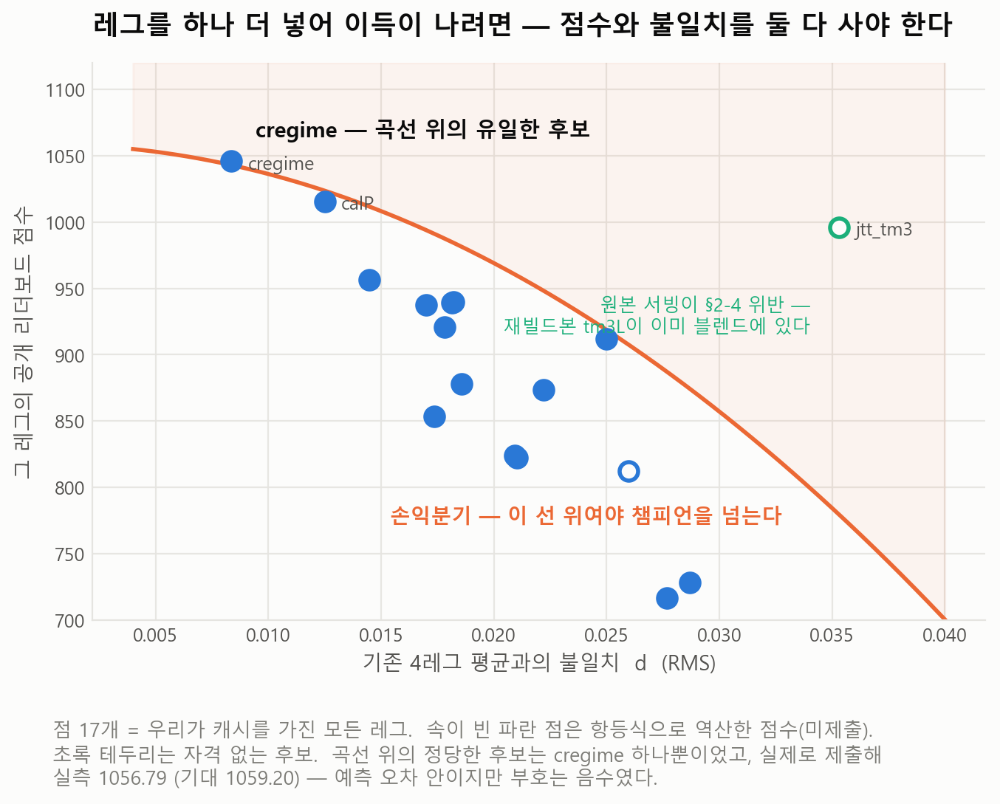 레그를 하나 더 넣어 이득이 나려면 — 점수와 불일치를 둘 다 사야 한다
그 레그의 공개 리더보드 점수
1100
1050
1000
950
900
850
800
750
700
cregime — 곡선 위의 유일한 후보
cregime
calP
jtt_tm3
원본 서빙이 §2-4 위반 —
재빌드본 tm3L이 이미 블렌드에 있다
손익분기 — 이 선 위여야 챔피언을 넘는다
0.005 0.010 0.015 0.020 0.025 0.030 0.035 0.040
기존 4레그 평균과의 불일치 d (RMS)
점 17개 = 우리가 캐시를 가진 모든 레그. 속이 빈 파란 점은 항등식으로 역산한 점수(미제출).
초록 테두리는 자격 없는 후보. 곡선 위의 정당한 후보는 cregime 하나뿐이었고, 실제로 제출해
실측 1056.79 (기대 1059.20) — 예측 오차 안이지만 부호는 음수였다.